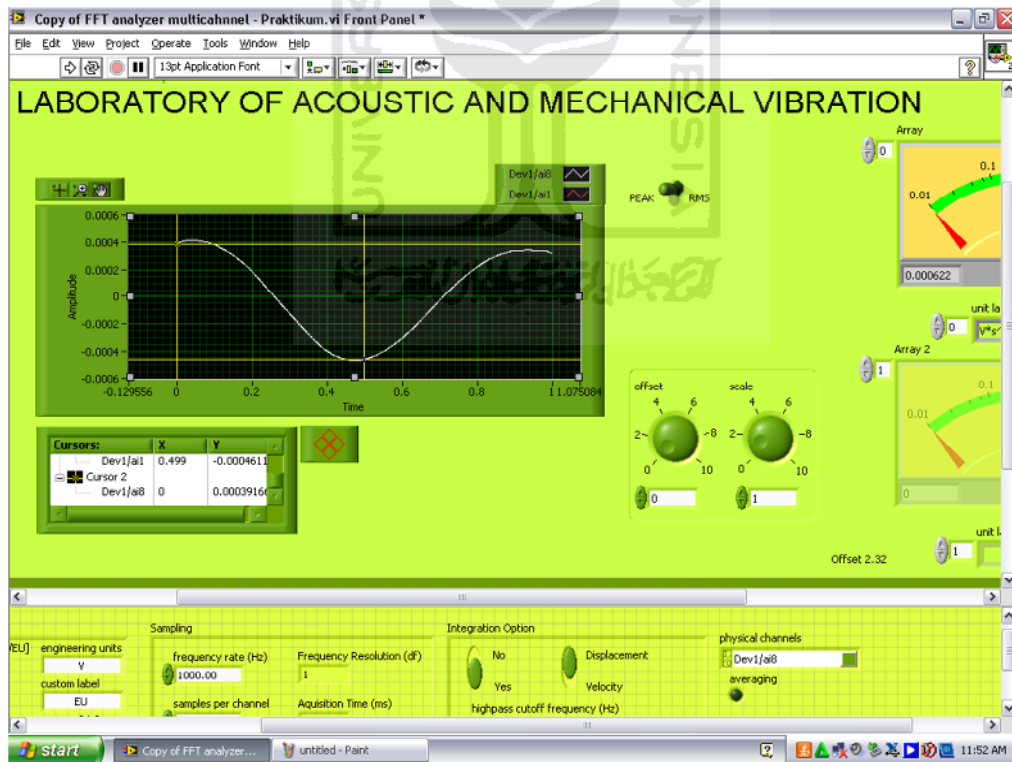 Copy of FFT analyzer multicahnnel - Praktikum.vi Front Panel *
File Edit View Project Operate Tools Window Help
13pt Application Font
2
LABORATORY OF ACOUSTIC AND MECHANICAL VIBRATION
Array
0
0.1
0.01
0.000622
Dev1/ai8
Dev1/ai1
PEAK RMS
0.0006
0.0004
0.0002
0
-0.0002
-0.0004
-0.0006
Amplitude
-0.129556 0 0.2 0.4 0.6 0.8 1 1.075084
Time
unit la
0 V*s^
Array 2
1
0.1
0.01
0
offset scale
4 6 4 6
2 8 2 8
0 10 0 10
0 1
Cursors: X Y
Dev1/ai1 0.499 -0.0004611
Cursor 2
Dev1/ai8 0 0.0003916
unit l
Offset 2.32 1
/EU] engineering units
V
custom label
EU
Sampling
frequency rate (Hz) Frequency Resolution (df)
1000.00 1
samples per channel Aquisition Time (ms)
Integration Option
No Displacement
Yes Velocity
highpass cutoff frequency (Hz)
physical channels
Dev1/ai8
averaging
start Copy of FFT analyzer... untitled - Paint 11:52 AM